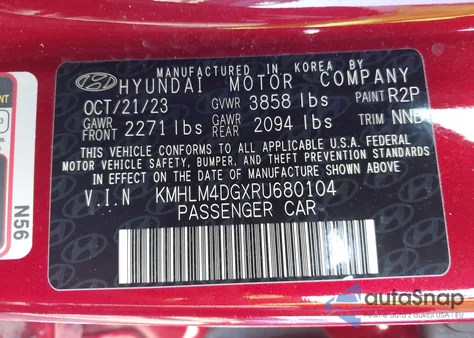 MANUFACTURED IN KOREA BY
HYUNDAI MOTOR COMPANY
OCT/21/23 GVWR 3858 lbs PAINT R2P
GAWR FRONT 2271 lbs GAWR REAR 2094 lbs TRIM NNB
THIS VEHICLE CONFORMS TO ALL APPLICABLE U.S.A. FEDERAL
MOTOR VEHICLE SAFETY, BUMPER, AND THEFT PREVENTION STANDARDS
IN EFFECT ON THE DATE OF MANUFACTURE SHOWN ABOVE
V.I.N KMHLM4DGXRU680104
PASSENGER CAR
N56
autoSnap